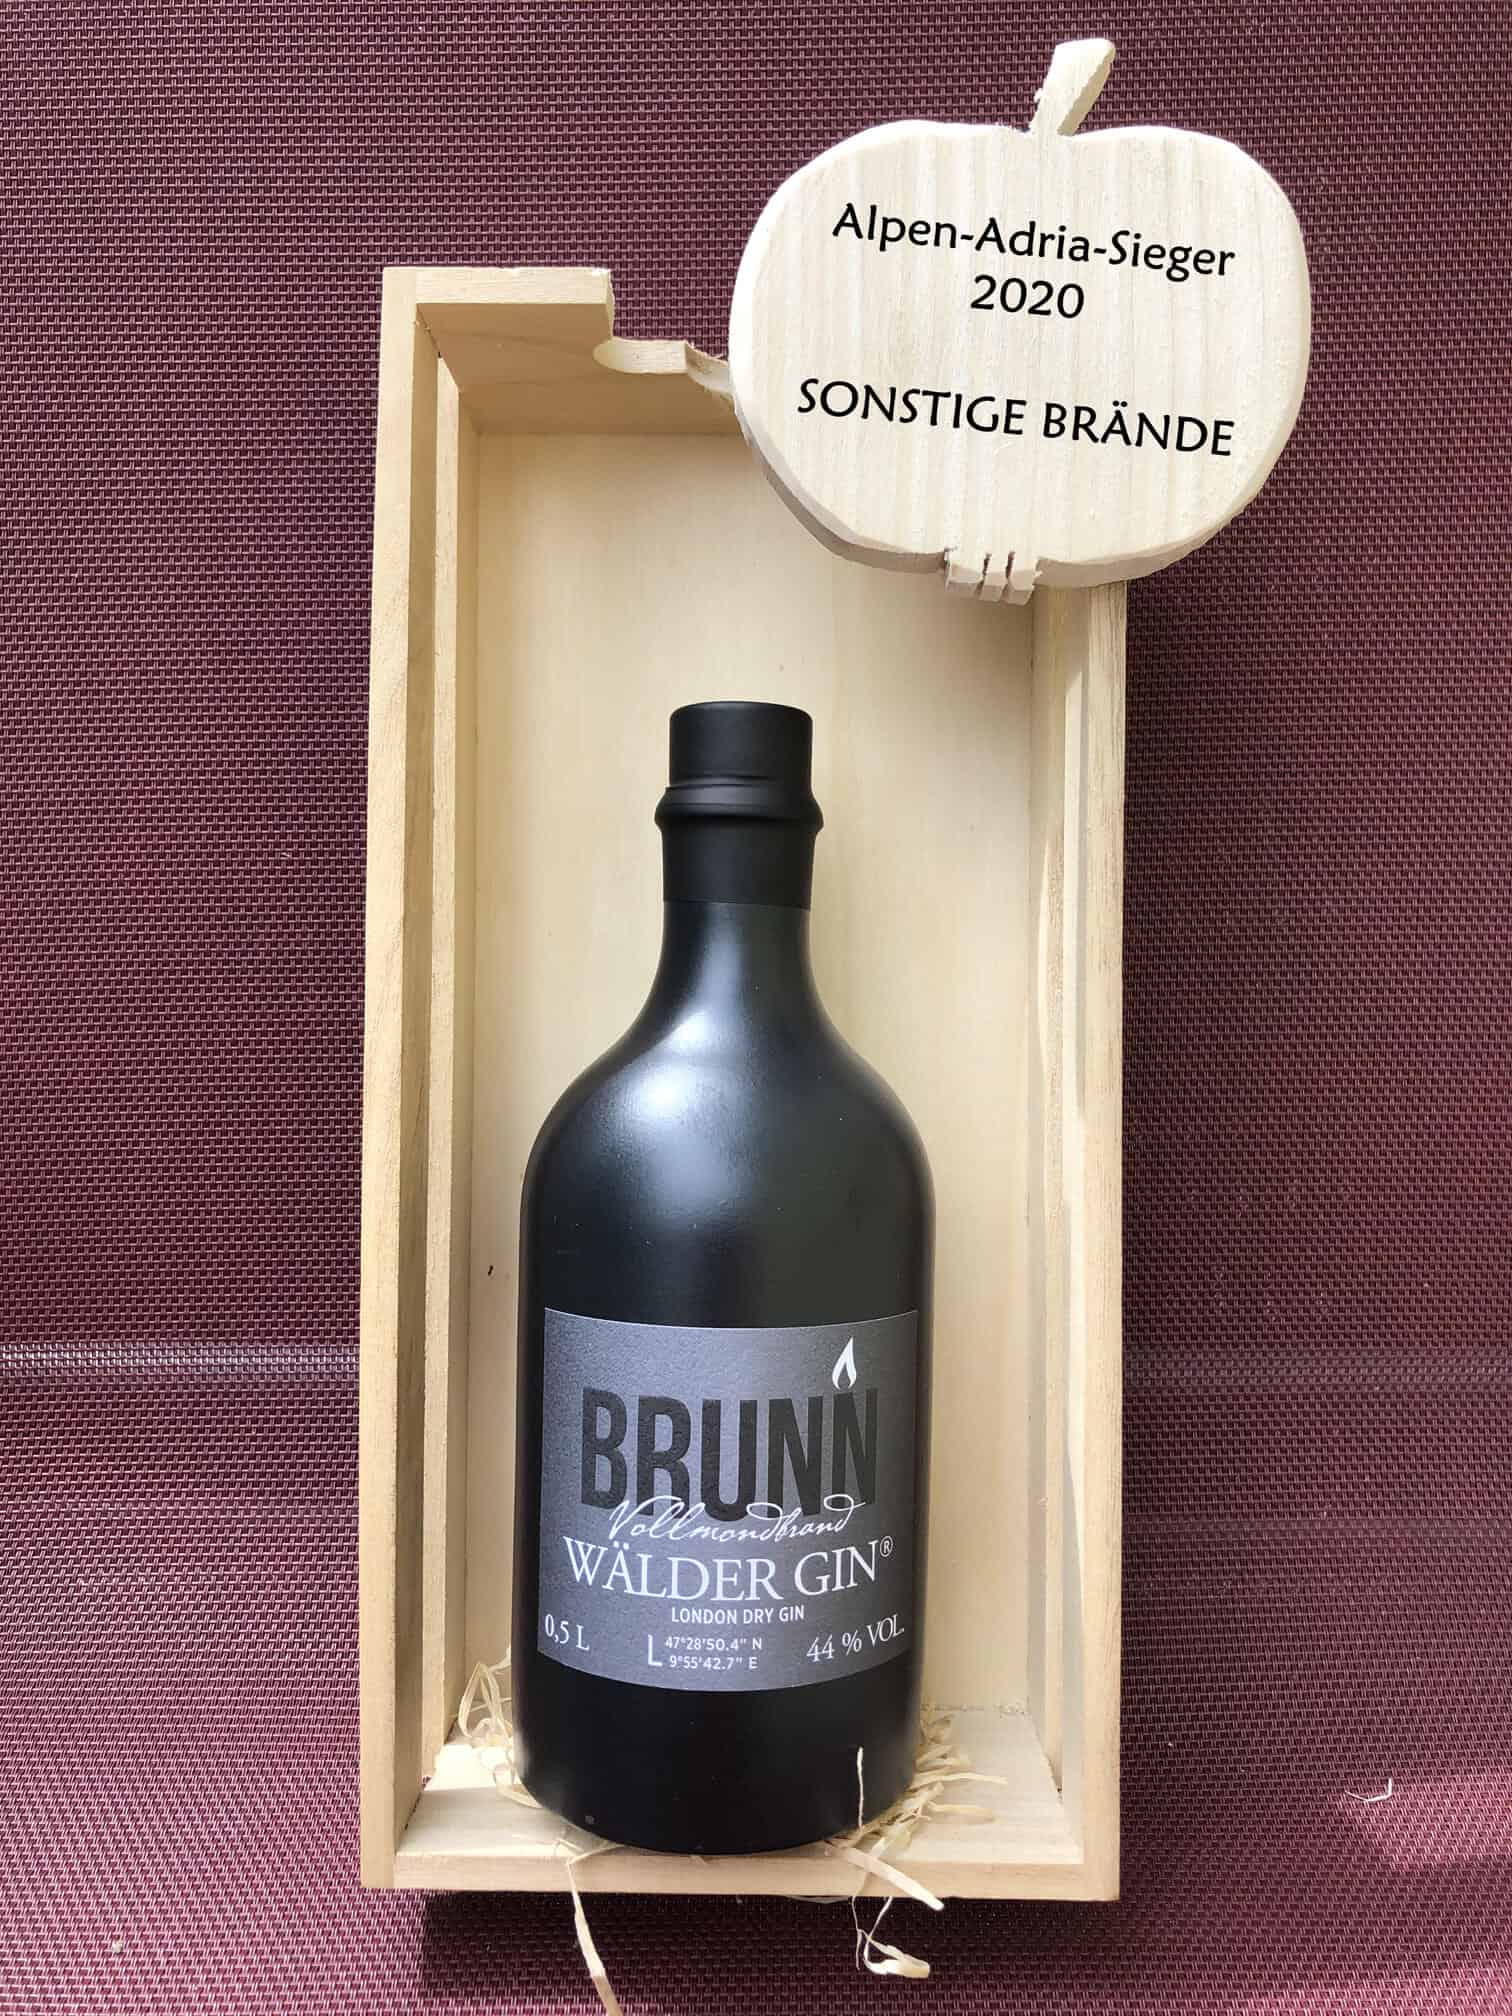 Alpen-Adria-Sieger
2020
SONSTIGE BRÄNDE
BRUNN
Vollmondbrand
WÄLDER GIN®
LONDON DRY GIN
0,5 L
L 47°28'50.4" N
9°55'42.7" E
44 % VOL.